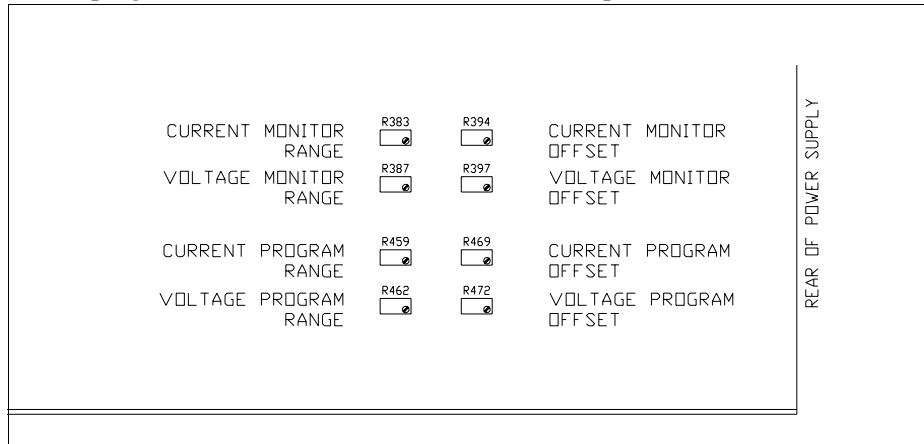 R383 R394
CURRENT MONITOR CURRENT MONITOR
RANGE OFFSET
R387 R397
VOLTAGE MONITOR VOLTAGE MONITOR
RANGE OFFSET
R459 R469
CURRENT PROGRAM CURRENT PROGRAM
RANGE OFFSET
R462 R472
VOLTAGE PROGRAM VOLTAGE PROGRAM
RANGE OFFSET
REAR OF POWER SUPPLY